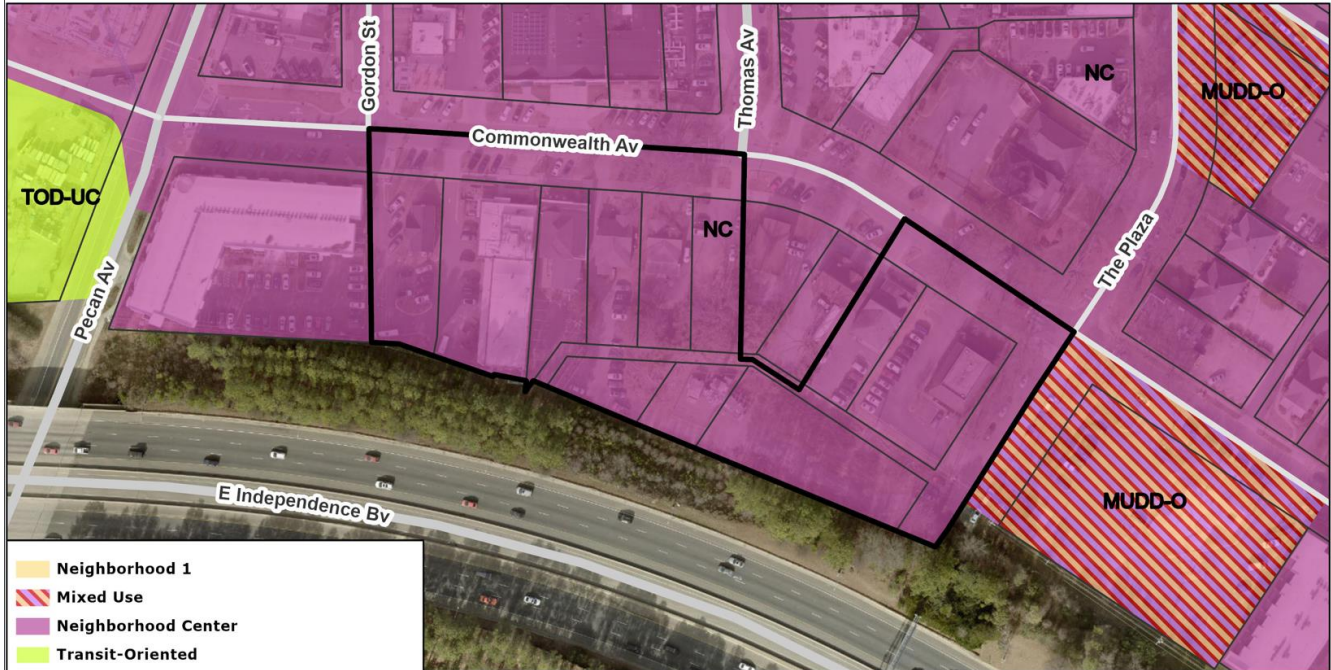 Gordon St
Thomas Av
NC
MUDD-O
Commonwealth Av
TOD-UC
NC
The Plaza
Pecan Av
E Independence Bv
MUDD-O
Neighborhood 1
Mixed Use
Neighborhood Center
Transit-Oriented